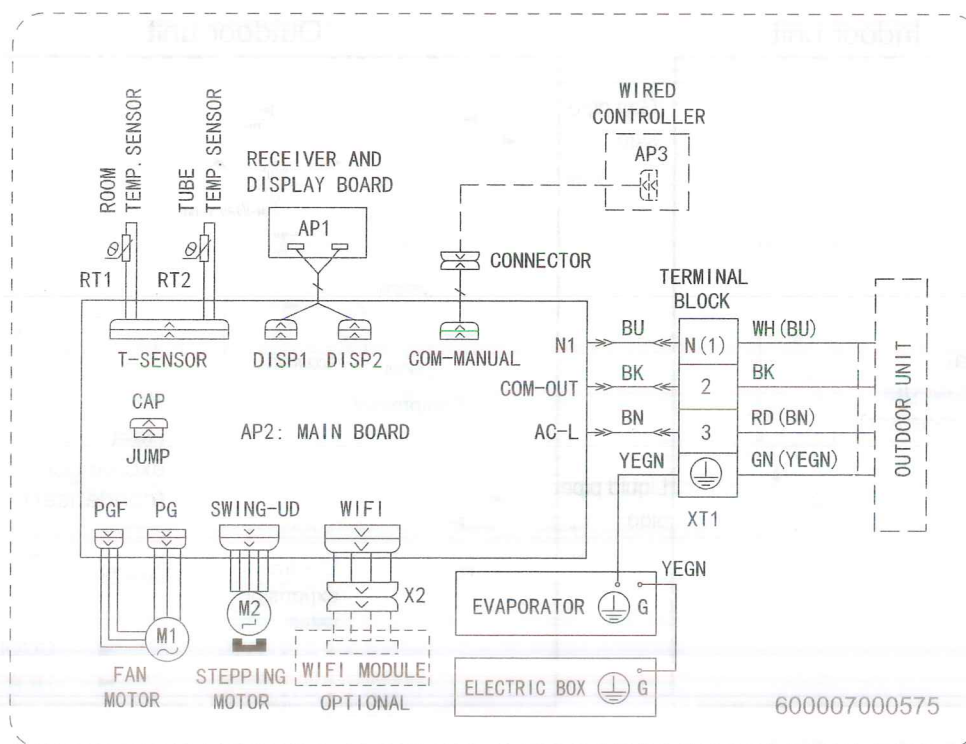 WIRED
CONTROLLER
AP3
ROOM
TEMP. SENSOR
TUBE
TEMP. SENSOR
RECEIVER AND
DISPLAY BOARD
AP1
RT1
RT2
CONNECTOR
TERMINAL
BLOCK
T-SENSOR
DISP1
DISP2
COM-MANUAL
N1
BU
N(1)
WH(BU)
COM-OUT
BK
2
BK
CAP
JUMP
AP2: MAIN BOARD
AC-L
BN
3
RD(BN)
YEGN
GN(YEGN)
OUTDOOR UNIT
XT1
PGF
PG
SWING-UD
WIFI
YEGN
X2
EVAPORATOR
G
M1
M2
FAN
MOTOR
STEPPING
MOTOR
WIFI MODULE
OPTIONAL
ELECTRIC BOX
G
600007000575